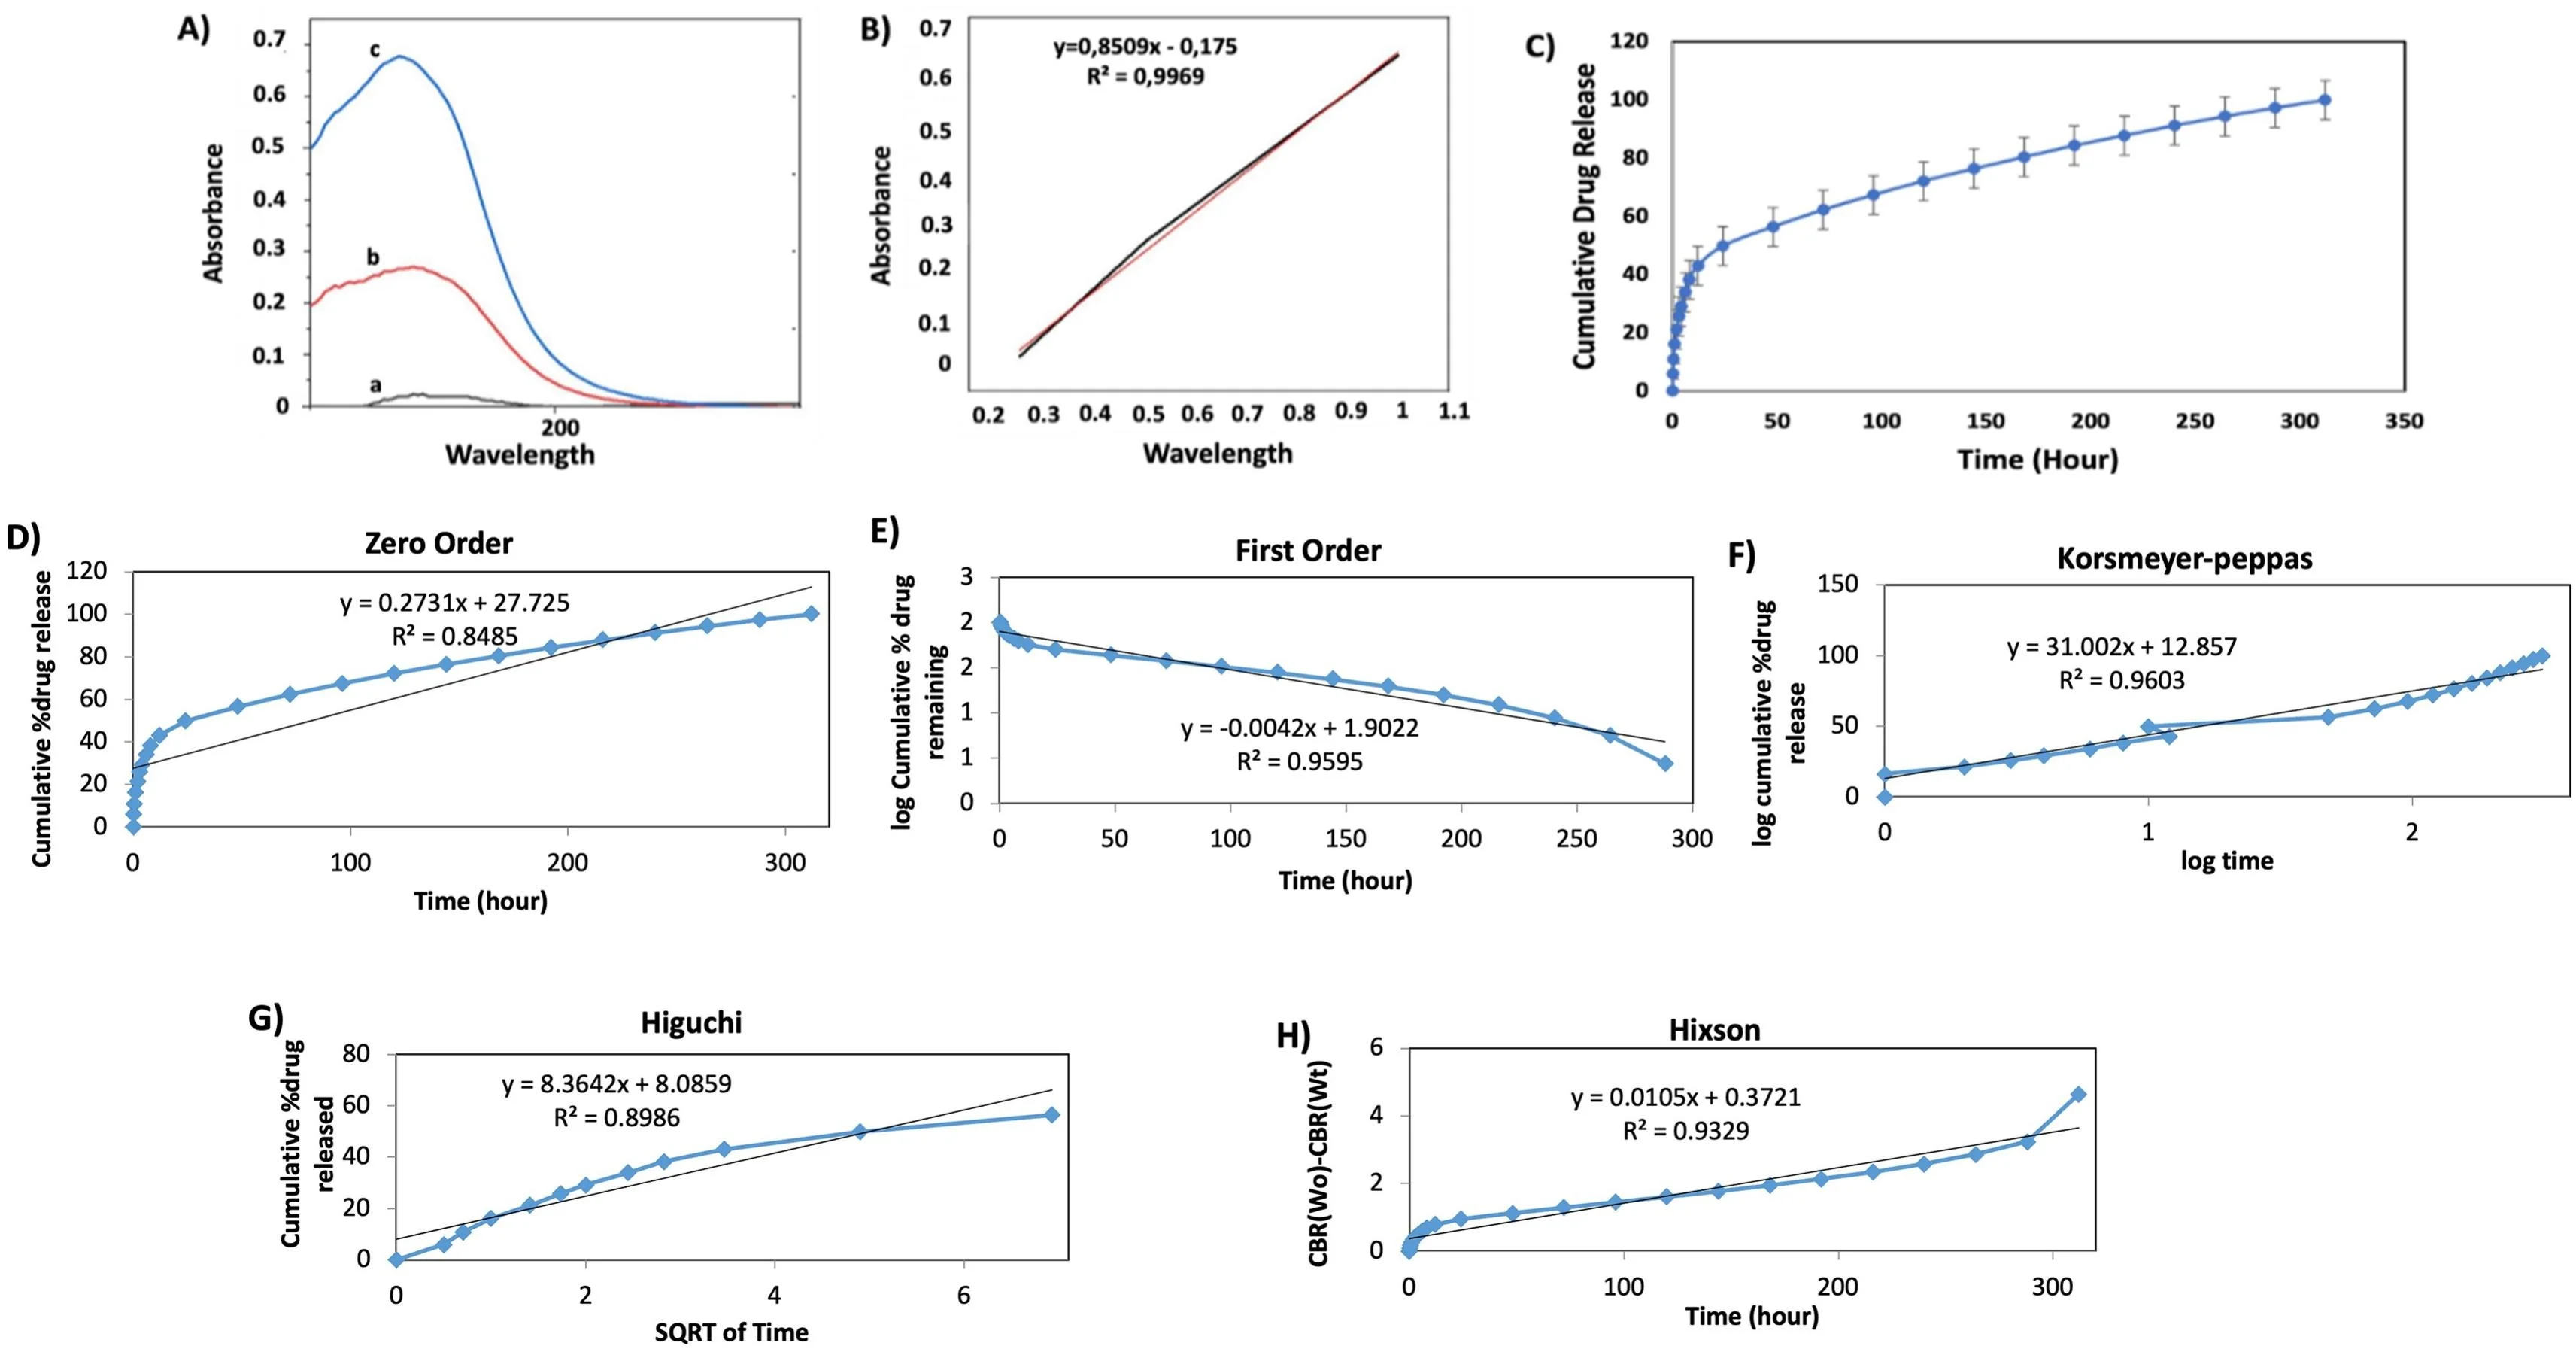 A)
0.7
0.6
0.5
0.4
0.3
0.2
0.1
0
Absorbance
c
b
a
200
Wavelength
B)
0.7
0.6
0.5
0.4
0.3
0.2
0.1
0
Absorbance
y=0,8509x - 0,175
R² = 0,9969
0.2 0.3 0.4 0.5 0.6 0.7 0.8 0.9 1 1.1
Wavelength
C)
120
100
80
60
40
20
0
Cumulative Drug Release
0 50 100 150 200 250 300 350
Time (Hour)
D)
Zero Order
120
100
80
60
40
20
0
Cumulative %drug release
y = 0.2731x + 27.725
R² = 0.8485
0 100 200 300
Time (hour)
E)
First Order
3
2
2
1
1
0
log Cumulative % drug
remaining
y = -0.0042x + 1.9022
R² = 0.9595
0 50 100 150 200 250 300
Time (hour)
F)
Korsmeyer-peppas
150
100
50
0
log cumulative %drug
release
y = 31.002x + 12.857
R² = 0.9603
0 1 2
log time
G)
Higuchi
80
60
40
20
0
Cumulative %drug
released
y = 8.3642x + 8.0859
R² = 0.8986
0 2 4 6
SQRT of Time
H)
Hixson
6
4
2
0
CBR(Wo)-CBR(Wt)
y = 0.0105x + 0.3721
R² = 0.9329
0 100 200 300
Time (hour)